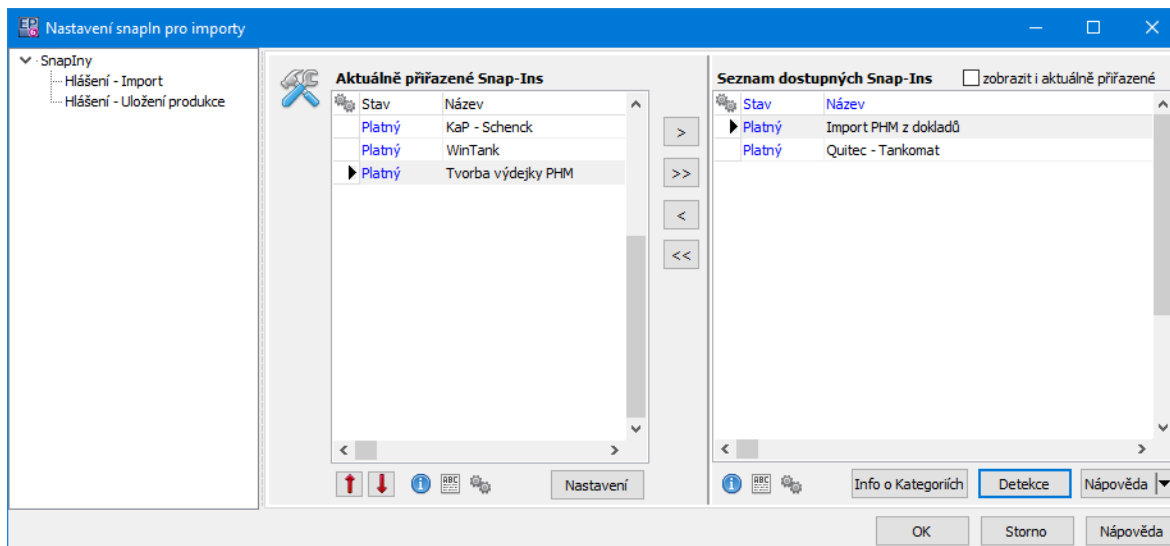 Nastavení snapIn pro importy
SnapIny
Hlášení - Import
Hlášení - Uložení produkce
Aktuálně přiřazené Snap-Ins
Stav Název
Platný KaP - Schenck
Platný WinTank
Platný Tvorba výdejky PHM
>
>>
<
<<
Nastavení
Seznam dostupných Snap-Ins zobrazit i aktuálně přiřazené
Stav Název
Platný Import PHM z dokladů
Platný Quitec - Tankomat
Info o Kategoriích Detekce Nápověda
OK Storno Nápověda